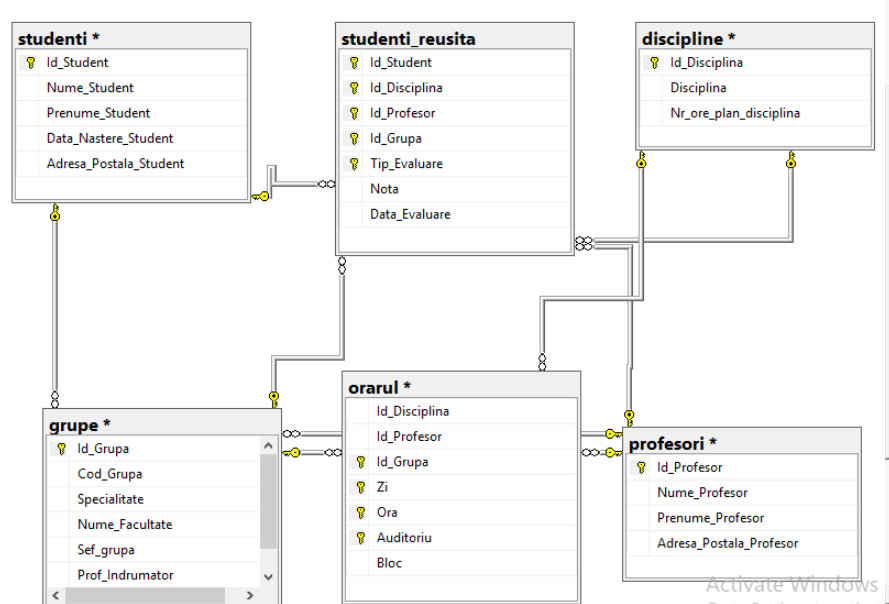 studenti *
Id_Student
Nume_Student
Prenume_Student
Data_Nastere_Student
Adresa_Postala_Student
studenti_reusita
Id_Student
Id_Disciplina
Id_Profesor
Id_Grupa
Tip_Evaluare
Nota
Data_Evaluare
discipline *
Id_Disciplina
Disciplina
Nr_ore_plan_disciplina
grupe *
Id_Grupa
Cod_Grupa
Specialitate
Nume_Facultate
Sef_grupa
Prof_Indrumator
orarul *
Id_Disciplina
Id_Profesor
Id_Grupa
Zi
Ora
Auditoriu
Bloc
profesori *
Id_Profesor
Nume_Profesor
Prenume_Profesor
Adresa_Postala_Profesor
Activate Windows